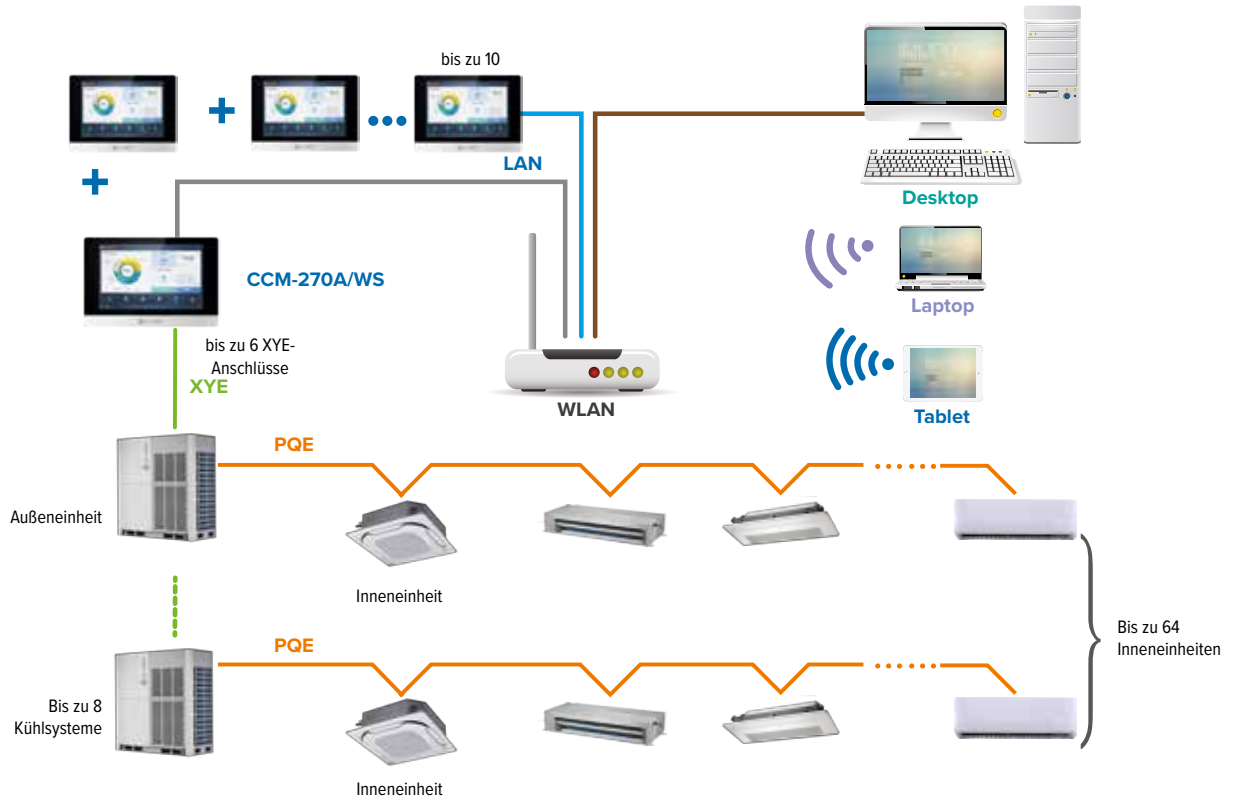 bis zu 10
LAN
Desktop
CCM-270A/WS
Laptop
bis zu 6 XYE-
Anschlüsse
XYE
WLAN
Tablet
PQE
Außeneinheit
Inneneinheit
PQE
Bis zu 64
Inneneinheiten
Bis zu 8
Kühlsysteme
Inneneinheit